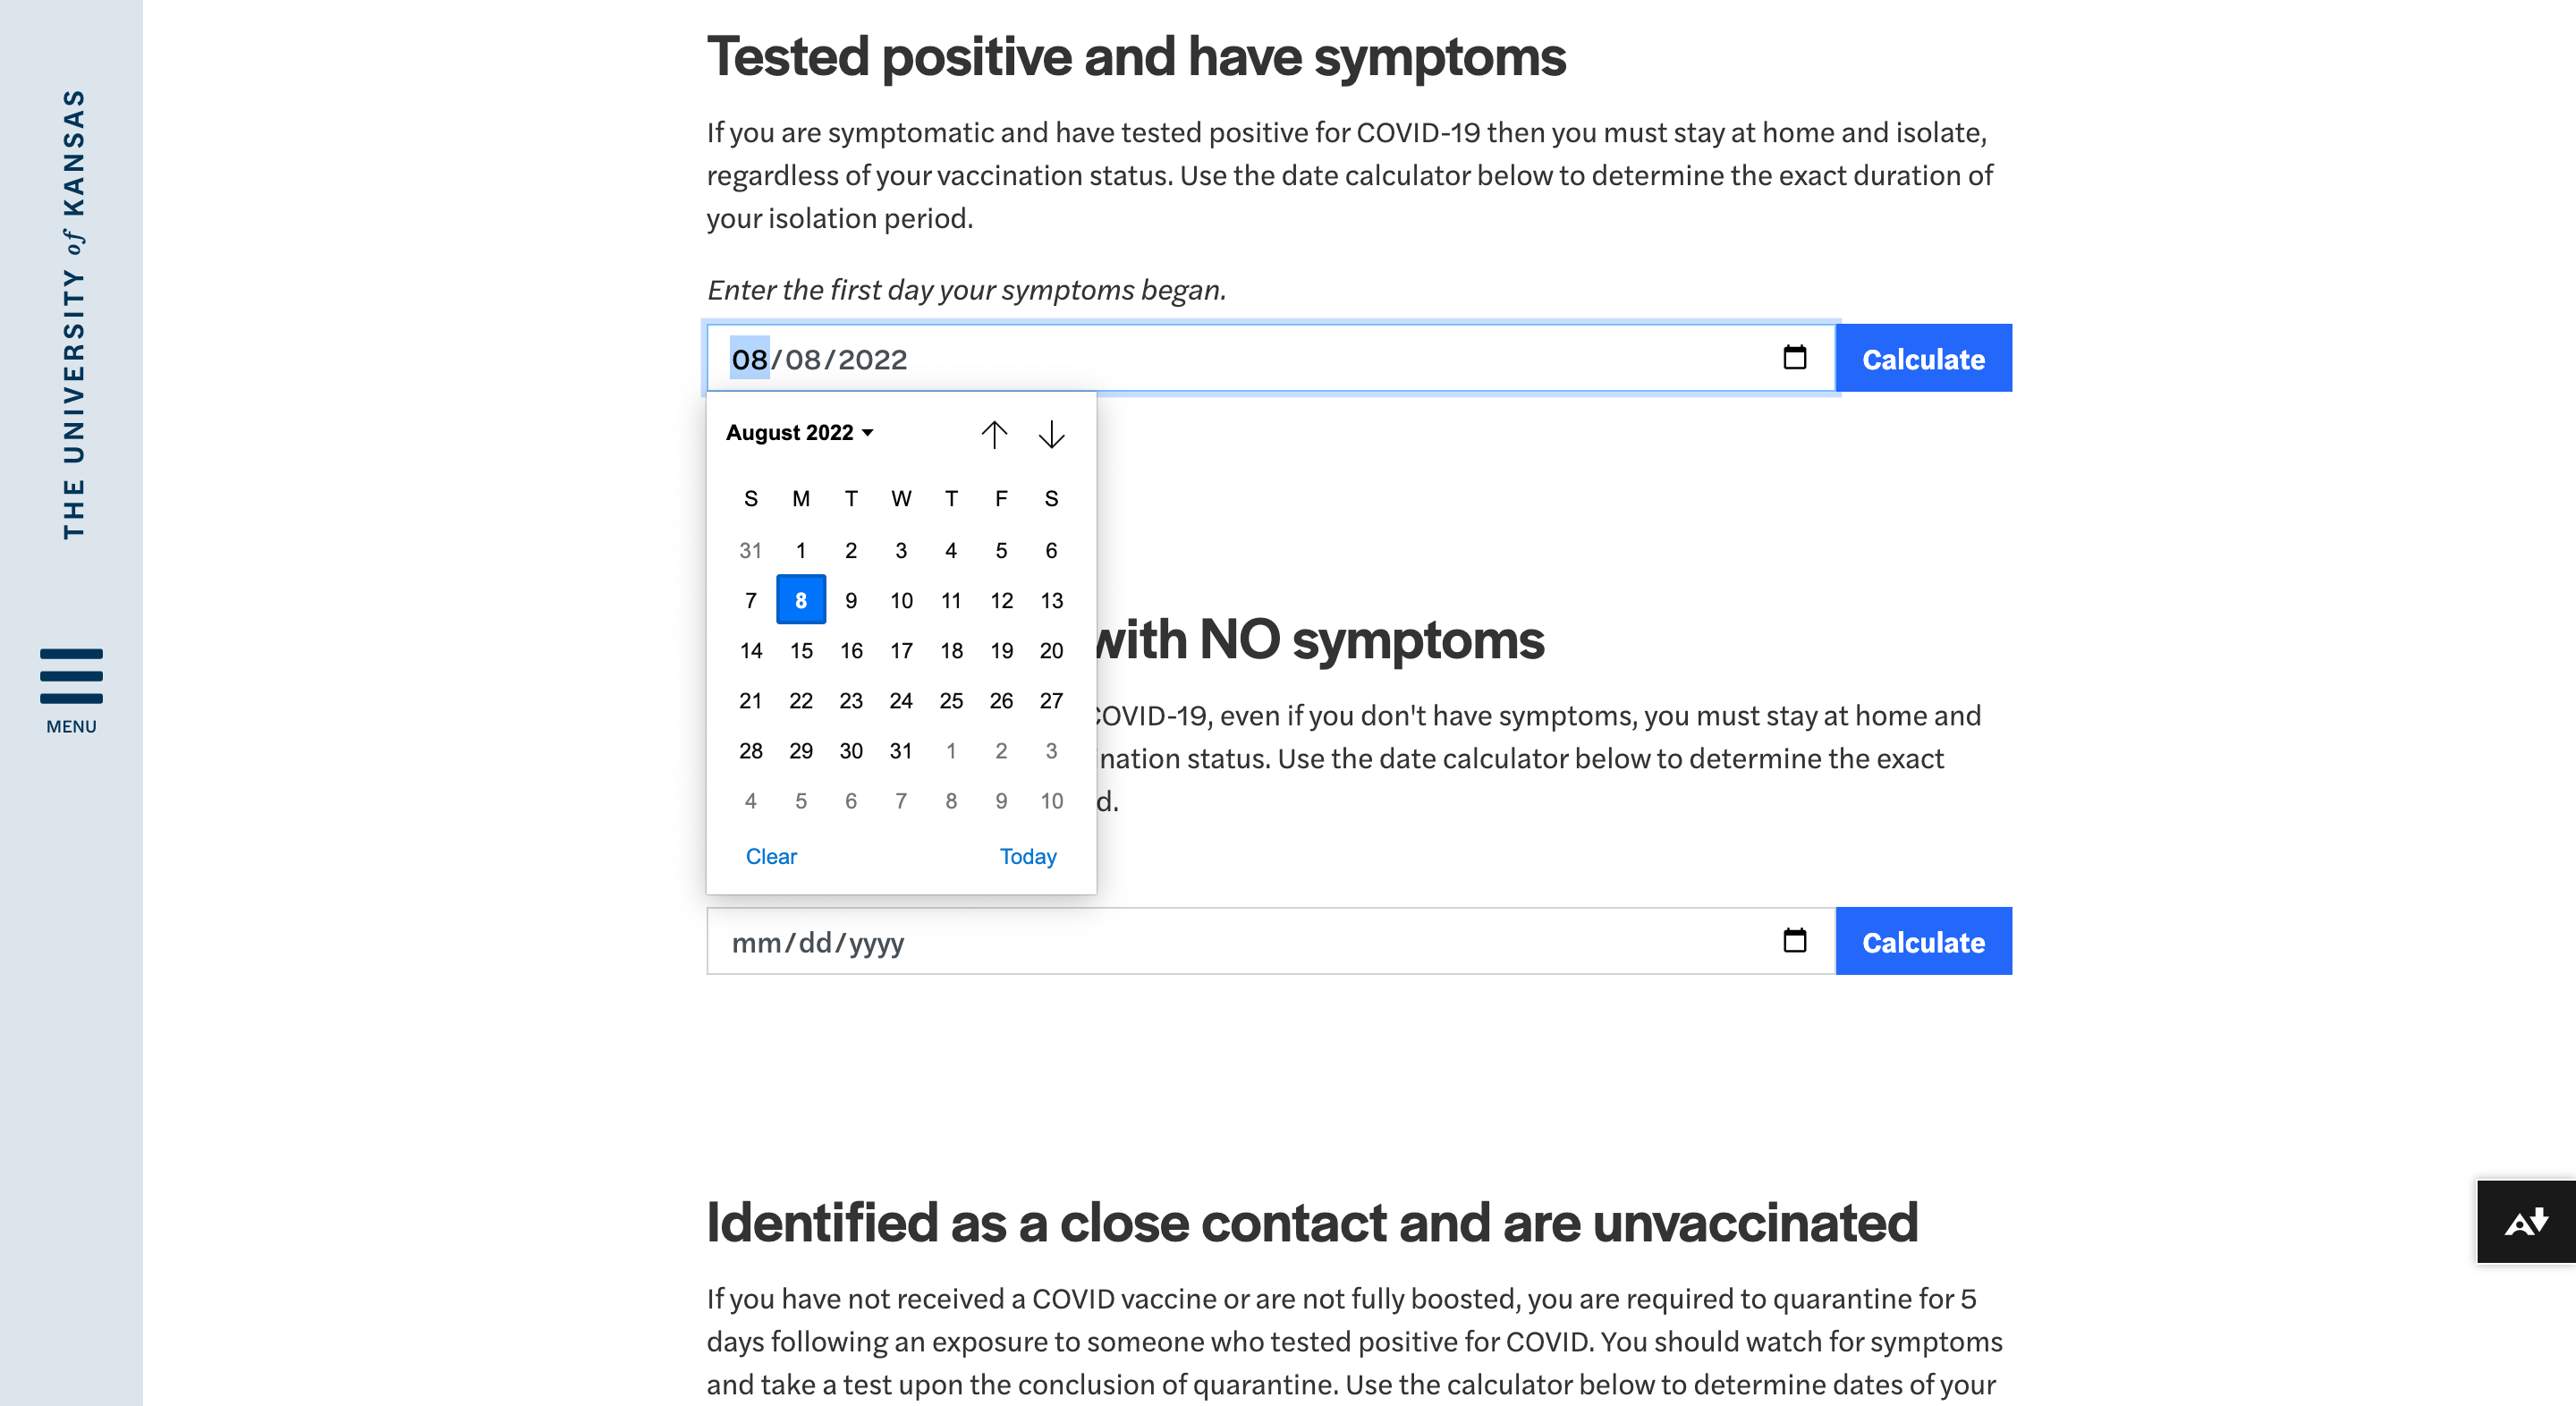 THE UNIVERSITY of KANSAS
MENU
Tested positive and have symptoms
If you are symptomatic and have tested positive for COVID-19 then you must stay at home and isolate,
regardless of your vaccination status. Use the date calculator below to determine the exact duration of
your isolation period.
Enter the first day your symptoms began.
08/08/2022
Calculate
August 2022
S M T W T F S
31 1 2 3 4 5 6
7 8 9 10 11 12 13
14 15 16 17 18 19 20
21 22 23 24 25 26 27
28 29 30 31 1 2 3
4 5 6 7 8 9 10
Clear Today
with NO symptoms
COVID-19, even if you don't have symptoms, you must stay at home and
nation status. Use the date calculator below to determine the exact
d.
mm/dd/yyyy
Calculate
Identified as a close contact and are unvaccinated
If you have not received a COVID vaccine or are not fully boosted, you are required to quarantine for 5
days following an exposure to someone who tested positive for COVID. You should watch for symptoms
and take a test upon the conclusion of quarantine. Use the calculator below to determine dates of your